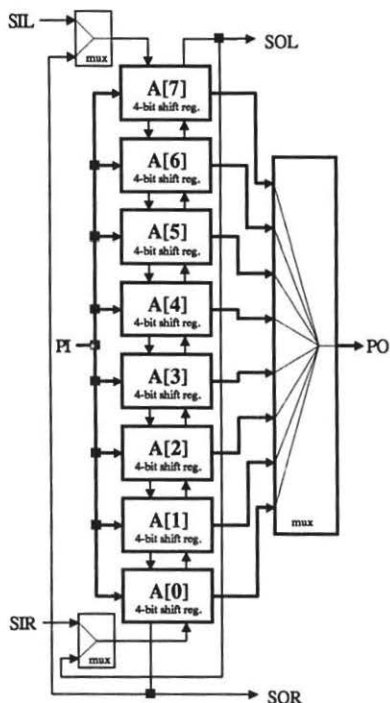 SIL
mux
SOL
A[7]
4-bit shift reg.
A[6]
4-bit shift reg.
A[5]
4-bit shift reg.
A[4]
4-bit shift reg.
PI
PO
A[3]
4-bit shift reg.
A[2]
4-bit shift reg.
A[1]
4-bit shift reg.
mux
A[0]
4-bit shift reg.
SIR
mux
SOR